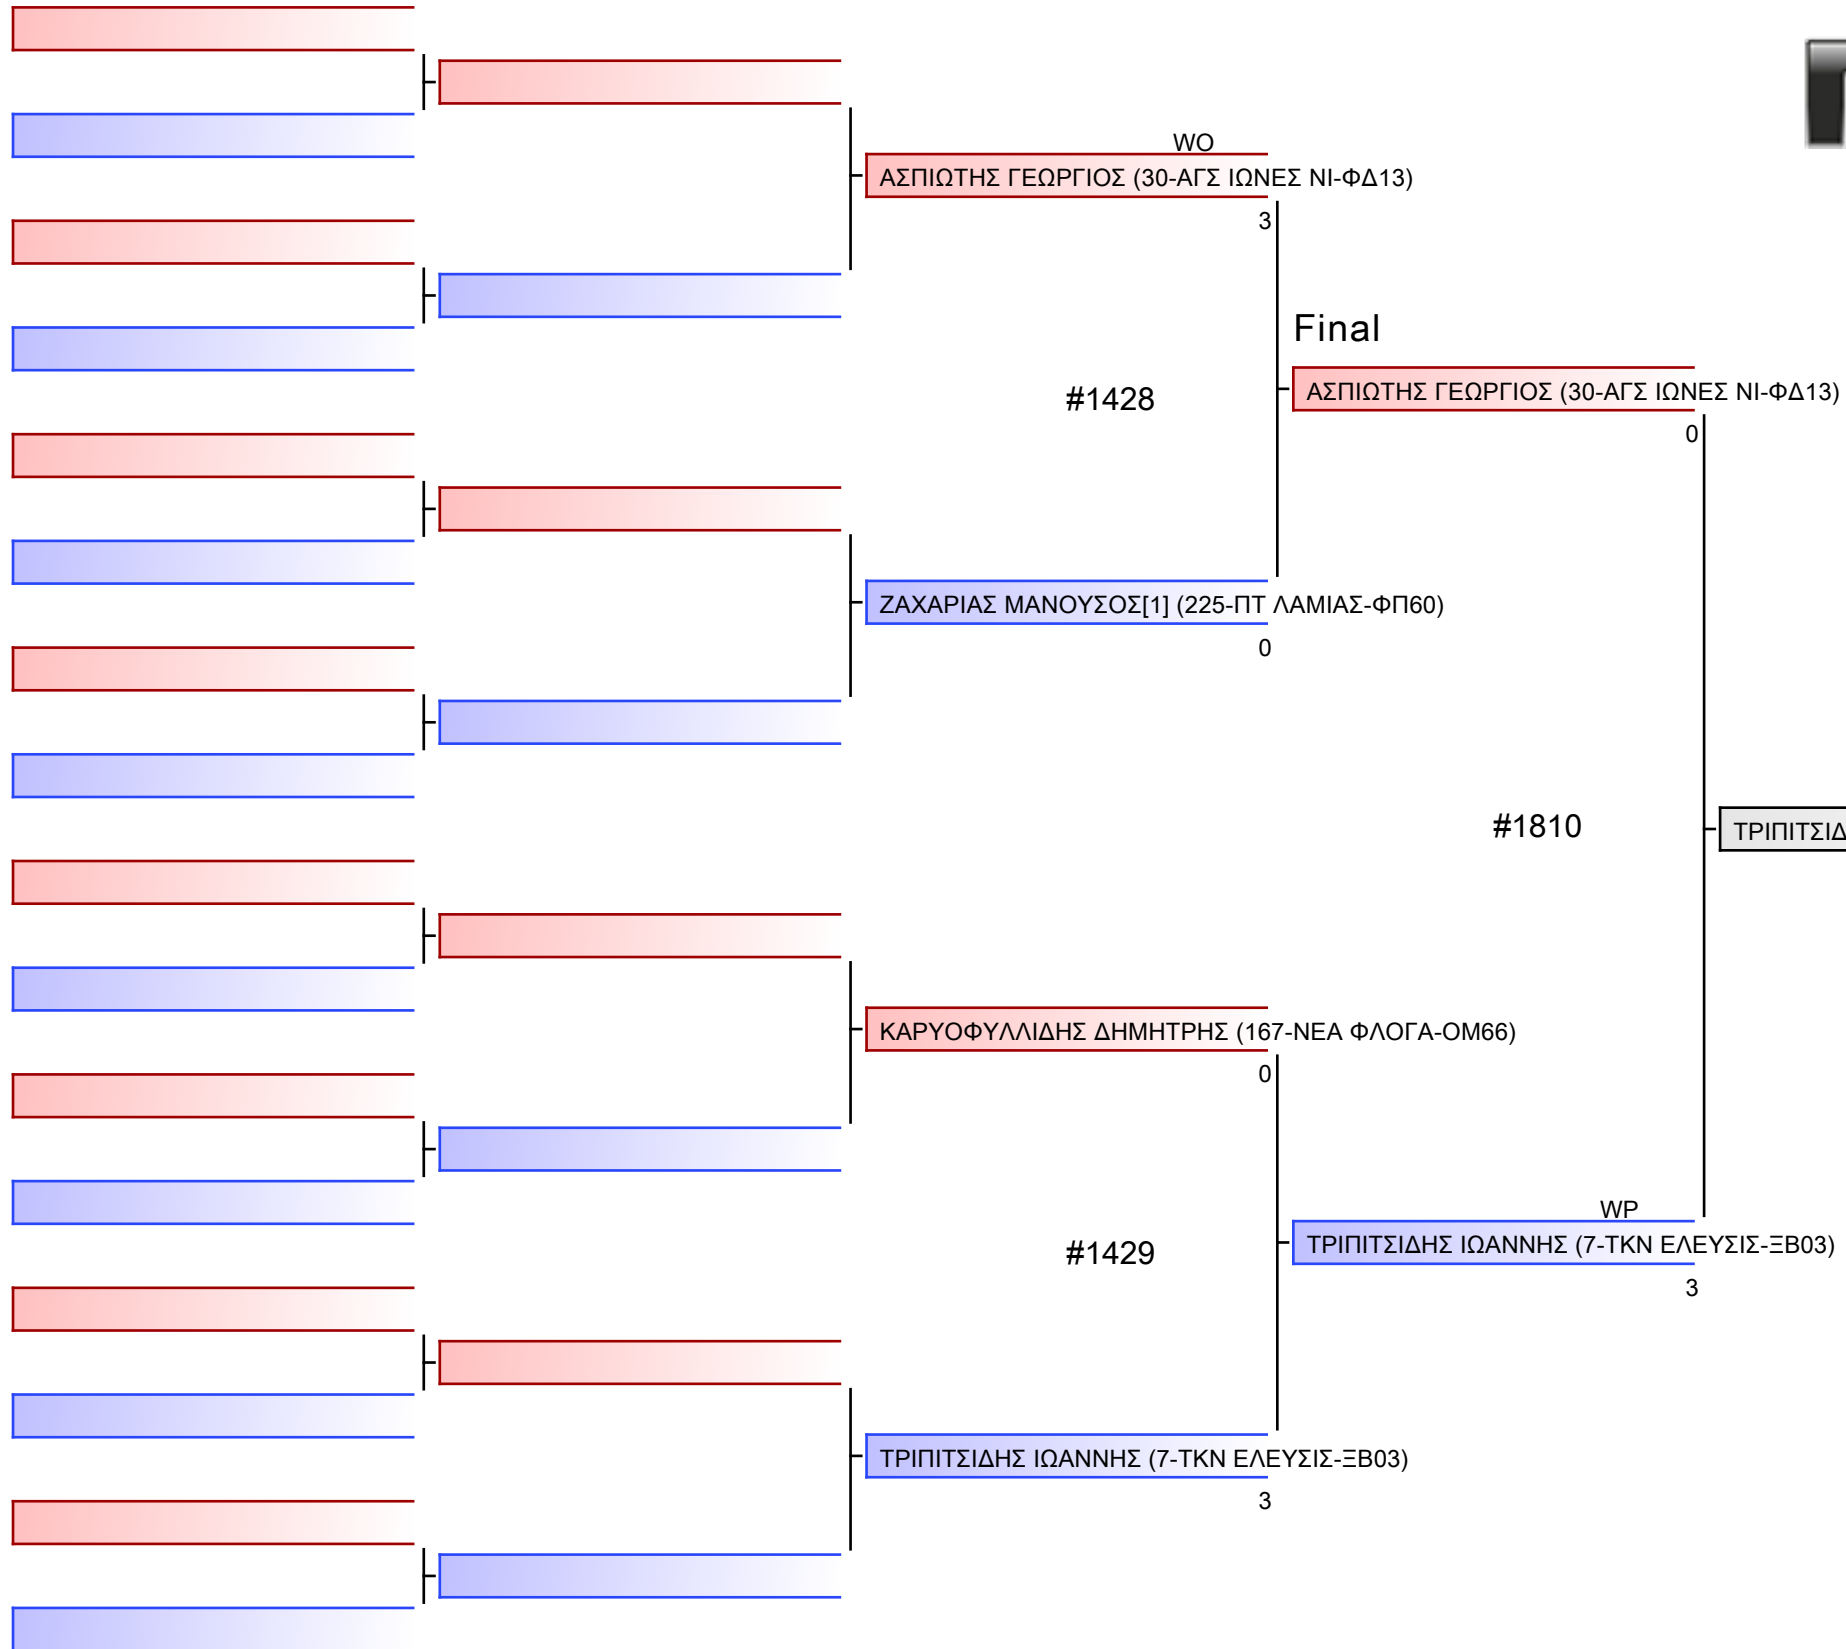 WO
ΑΣΠΙΩΤΗΣ ΓΕΩΡΓΙΟΣ (30-ΑΓΣ ΙΩΝΕΣ ΝΙ-ΦΔ13)
3
Final
#1428
ΑΣΠΙΩΤΗΣ ΓΕΩΡΓΙΟΣ (30-ΑΓΣ ΙΩΝΕΣ ΝΙ-ΦΔ13)
0
ΖΑΧΑΡΙΑΣ ΜΑΝΟΥΣΟΣ[1] (225-ΠΤ ΛΑΜΙΑΣ-ΦΠ60)
0
#1810
ΤΡΙΠΙΤΣΙΔ
ΚΑΡΥΟΦΥΛΛΙΔΗΣ ΔΗΜΗΤΡΗΣ (167-ΝΕΑ ΦΛΟΓΑ-ΟΜ66)
0
WP
#1429
ΤΡΙΠΙΤΣΙΔΗΣ ΙΩΑΝΝΗΣ (7-ΤΚΝ ΕΛΕΥΣΙΣ-ΞΒ03)
3
ΤΡΙΠΙΤΣΙΔΗΣ ΙΩΑΝΝΗΣ (7-ΤΚΝ ΕΛΕΥΣΙΣ-ΞΒ03)
3